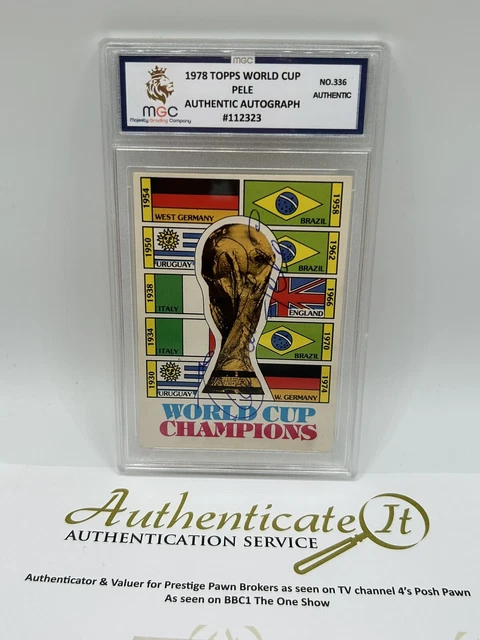 MGC
1978 TOPPS WORLD CUP
PELE
AUTHENTIC AUTOGRAPH
#112323
NO.336
AUTHENTIC
MGC
Majesty Grading Company
1954
WEST GERMANY
BRAZIL
1958
1950
URUGUAY
BRAZIL
1962
1938
ITALY
ENGLAND
1966
1934
ITALY
BRAZIL
1970
1930
URUGUAY
W. GERMANY
1974
WORLD CUP
CHAMPIONS
Authenticate It
AUTHENTICATION SERVICE
Authenticator & Valuer for Prestige Pawn Brokers as seen on TV channel 4's Posh Pawn
As seen on BBC1 The One Show